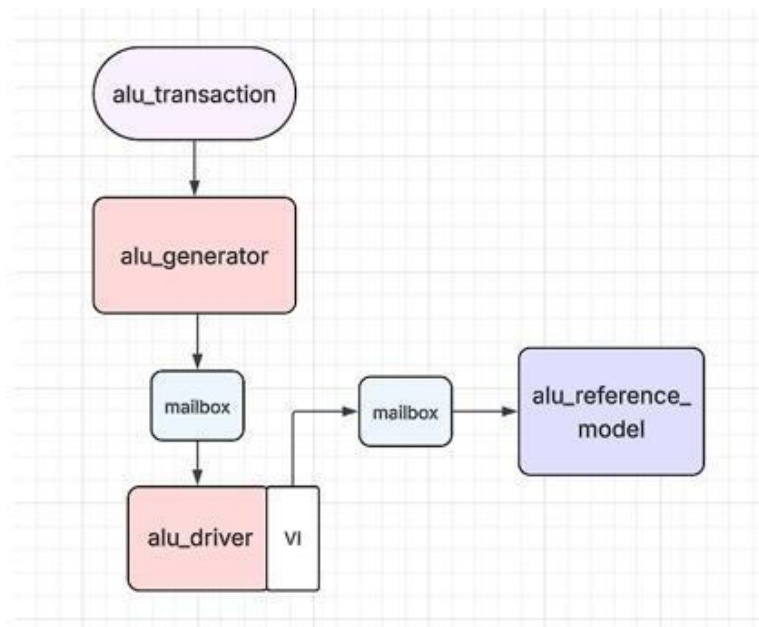 alu_transaction
alu_generator
mailbox
mailbox
alu_reference_
model
alu_driver
VI